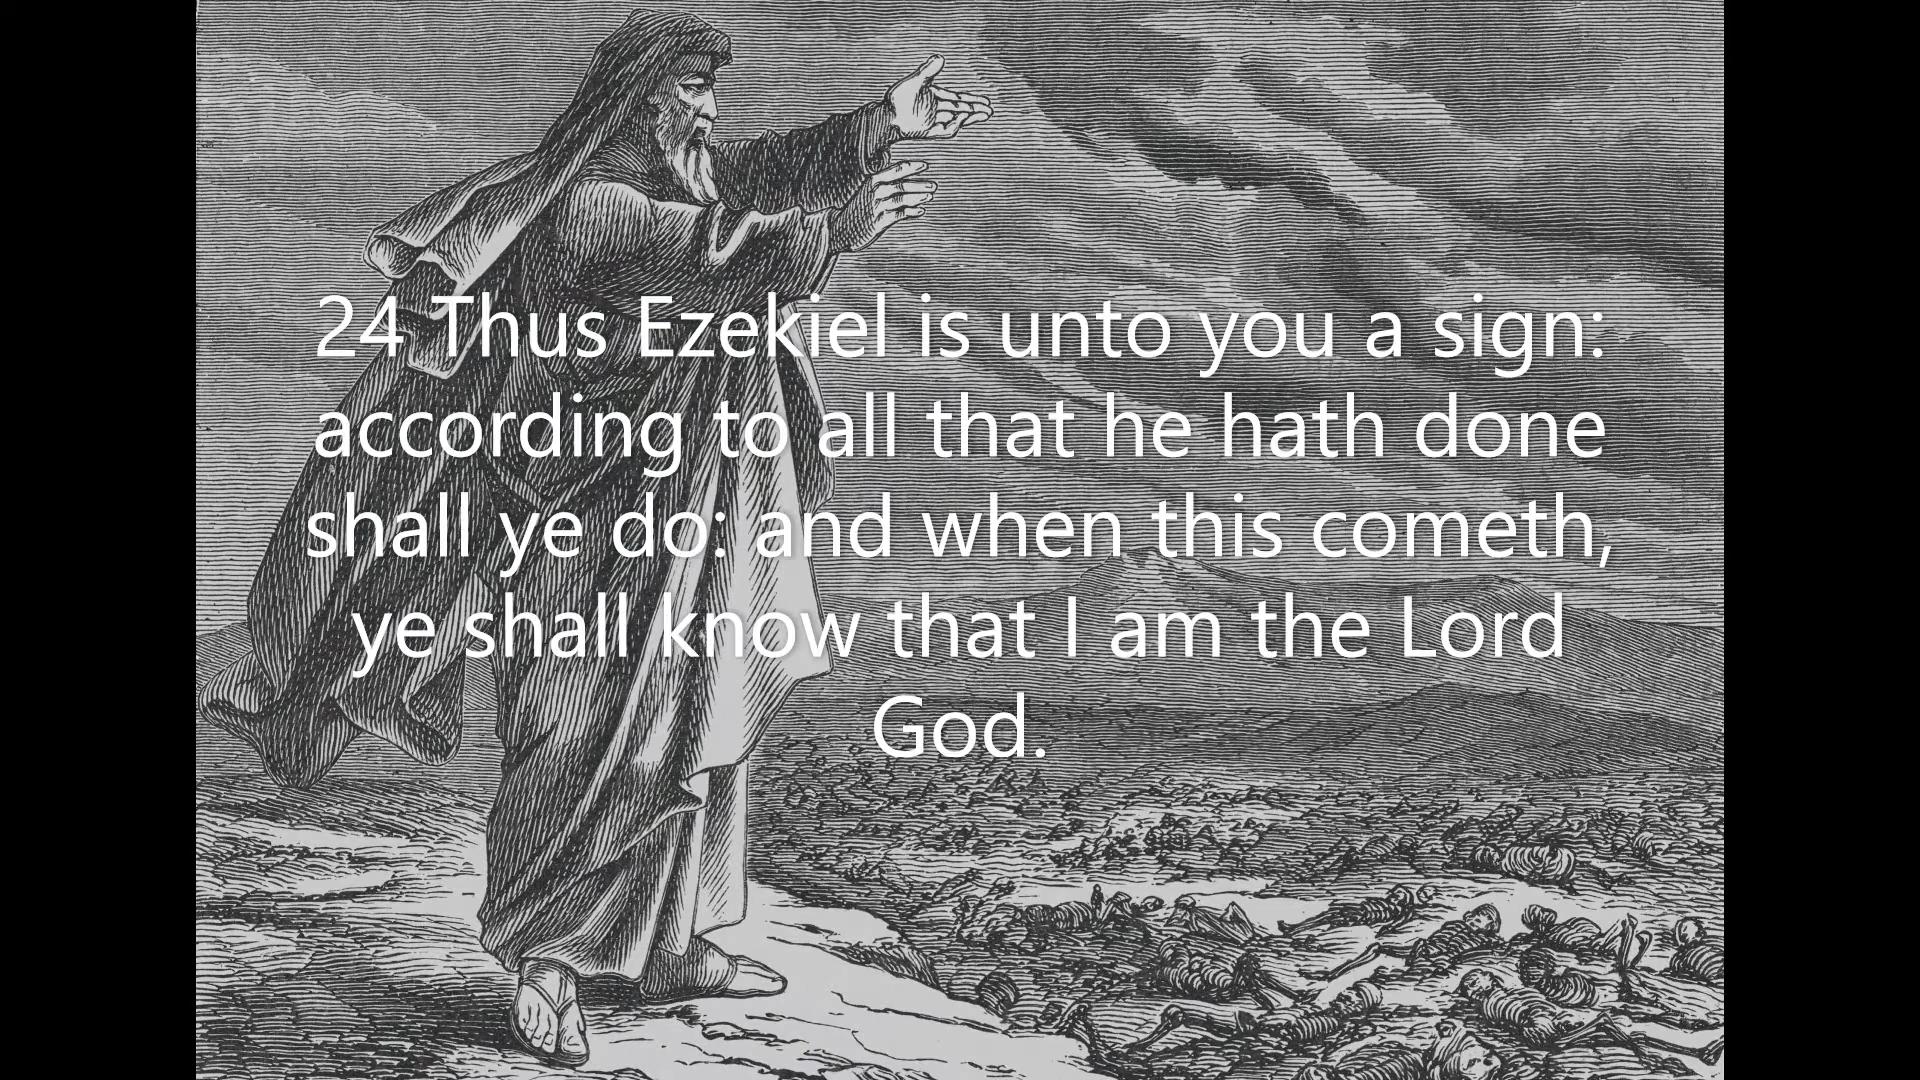 24 Thus Ezekiel is unto you a sign:
according to all that he hath done
shall ye do: and when this cometh,
ye shall know that I am the Lord
God.